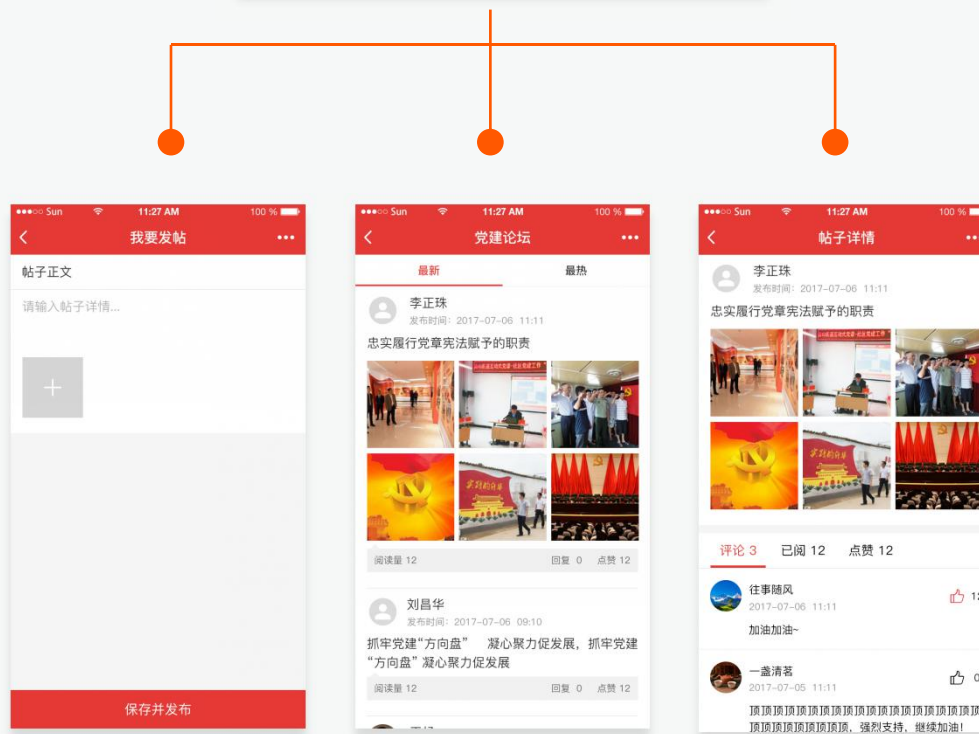 Sun 11:27 AM 100 %
我要发帖
帖子正文
请输入帖子详情...
保存并发布
Sun 11:27 AM 100 %
党建论坛
最新 最热
李正珠
发布时间: 2017-07-06 11:11
忠实履行党章宪法赋予的职责
阅读量 12 回复 0 点赞 12
刘昌华
发布时间: 2017-07-06 09:10
抓牢党建“方向盘” 凝心聚力促发展, 抓牢党建
“方向盘” 凝心聚力促发展
阅读量 12 回复 0 点赞 12
Sun 11:27 AM 100 %
帖子详情
李正珠
发布时间: 2017-07-06 11:11
忠实履行党章宪法赋予的职责
评论 3 已阅 12 点赞 12
往事随风
2017-07-06 11:11
加油加油~
一盏清茗
2017-07-05 11:11
0
顶顶顶顶顶顶顶顶顶顶顶顶顶顶顶顶顶顶顶顶
顶顶顶顶顶顶顶顶顶, 强烈支持, 继续加油!